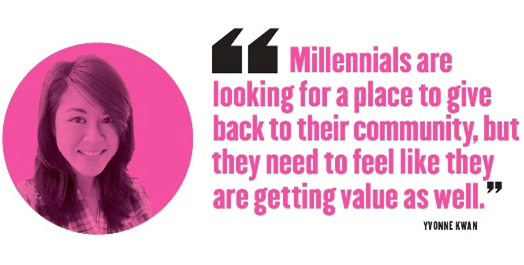 “ Millennials are
looking for a place to give
back to their community, but
they need to feel like they
are getting value as well.”
YVONNE KWAN